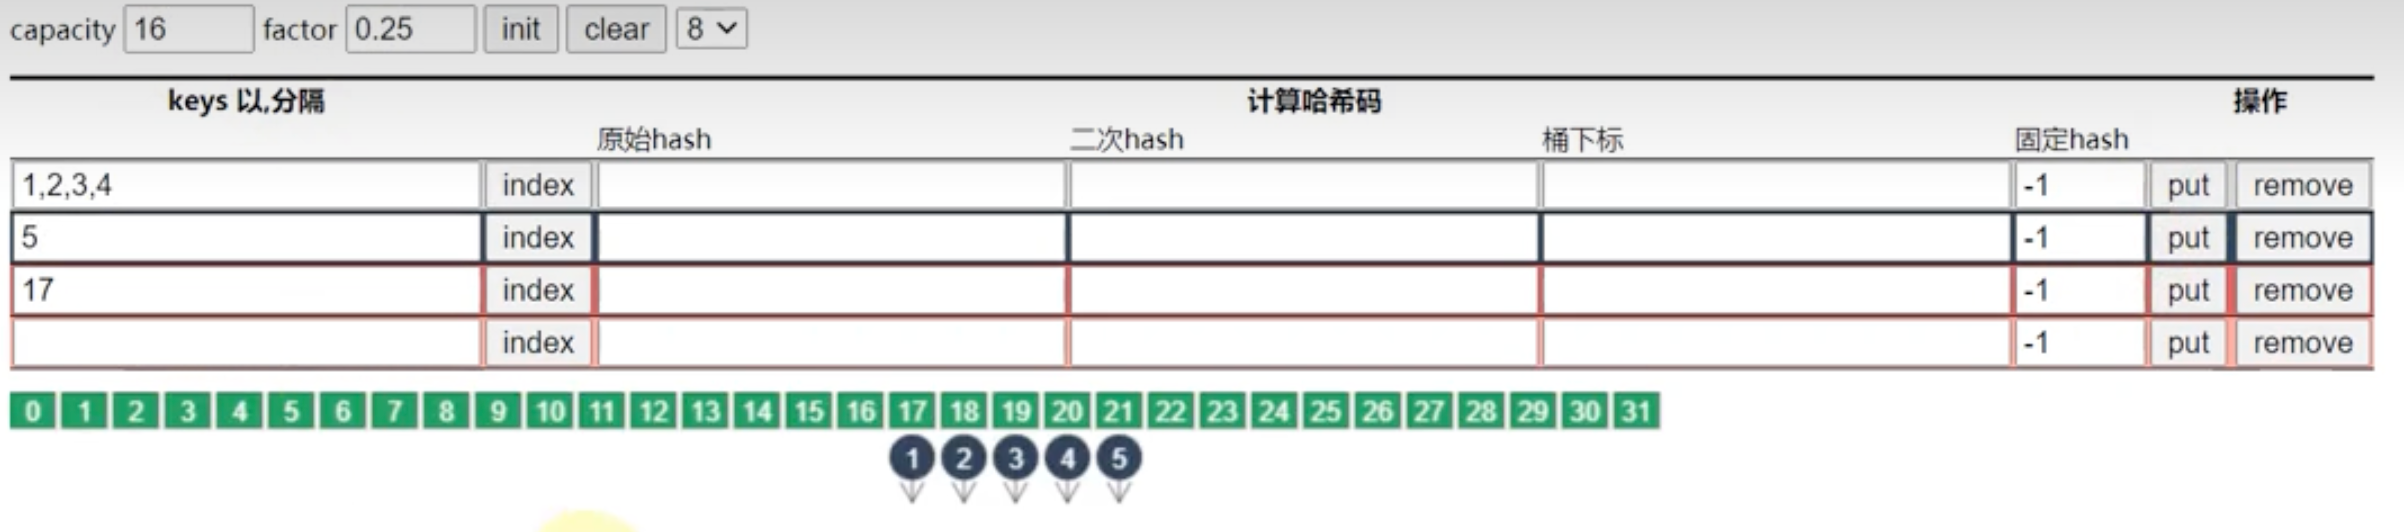 capacity 16 factor 0.25 init clear 8
keys 以,分隔 计算哈希码 操作
原始hash 二次hash 桶下标 固定hash
1,2,3,4 index -1 put remove
5 index -1 put remove
17 index -1 put remove
index -1 put remove
0 1 2 3 4 5 6 7 8 9 10 11 12 13 14 15 16 17 18 19 20 21 22 23 24 25 26 27 28 29 30 31
1 2 3 4 5